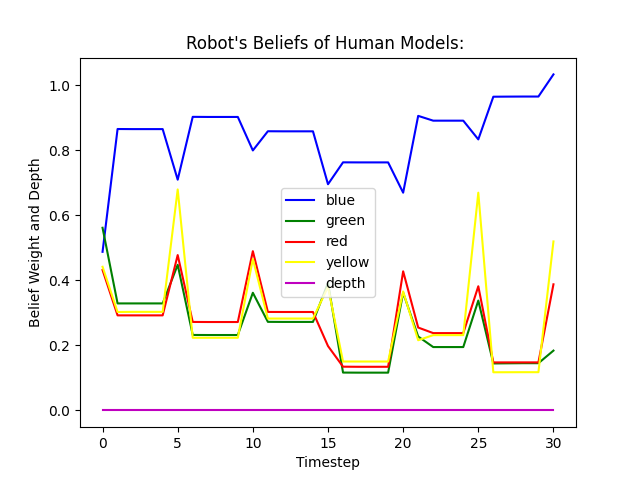 Robot's Beliefs of Human Models:
Belief Weight and Depth
1.0
0.8
0.6
0.4
0.2
0.0
blue
green
red
yellow
depth
0 5 10 15 20 25 30
Timestep